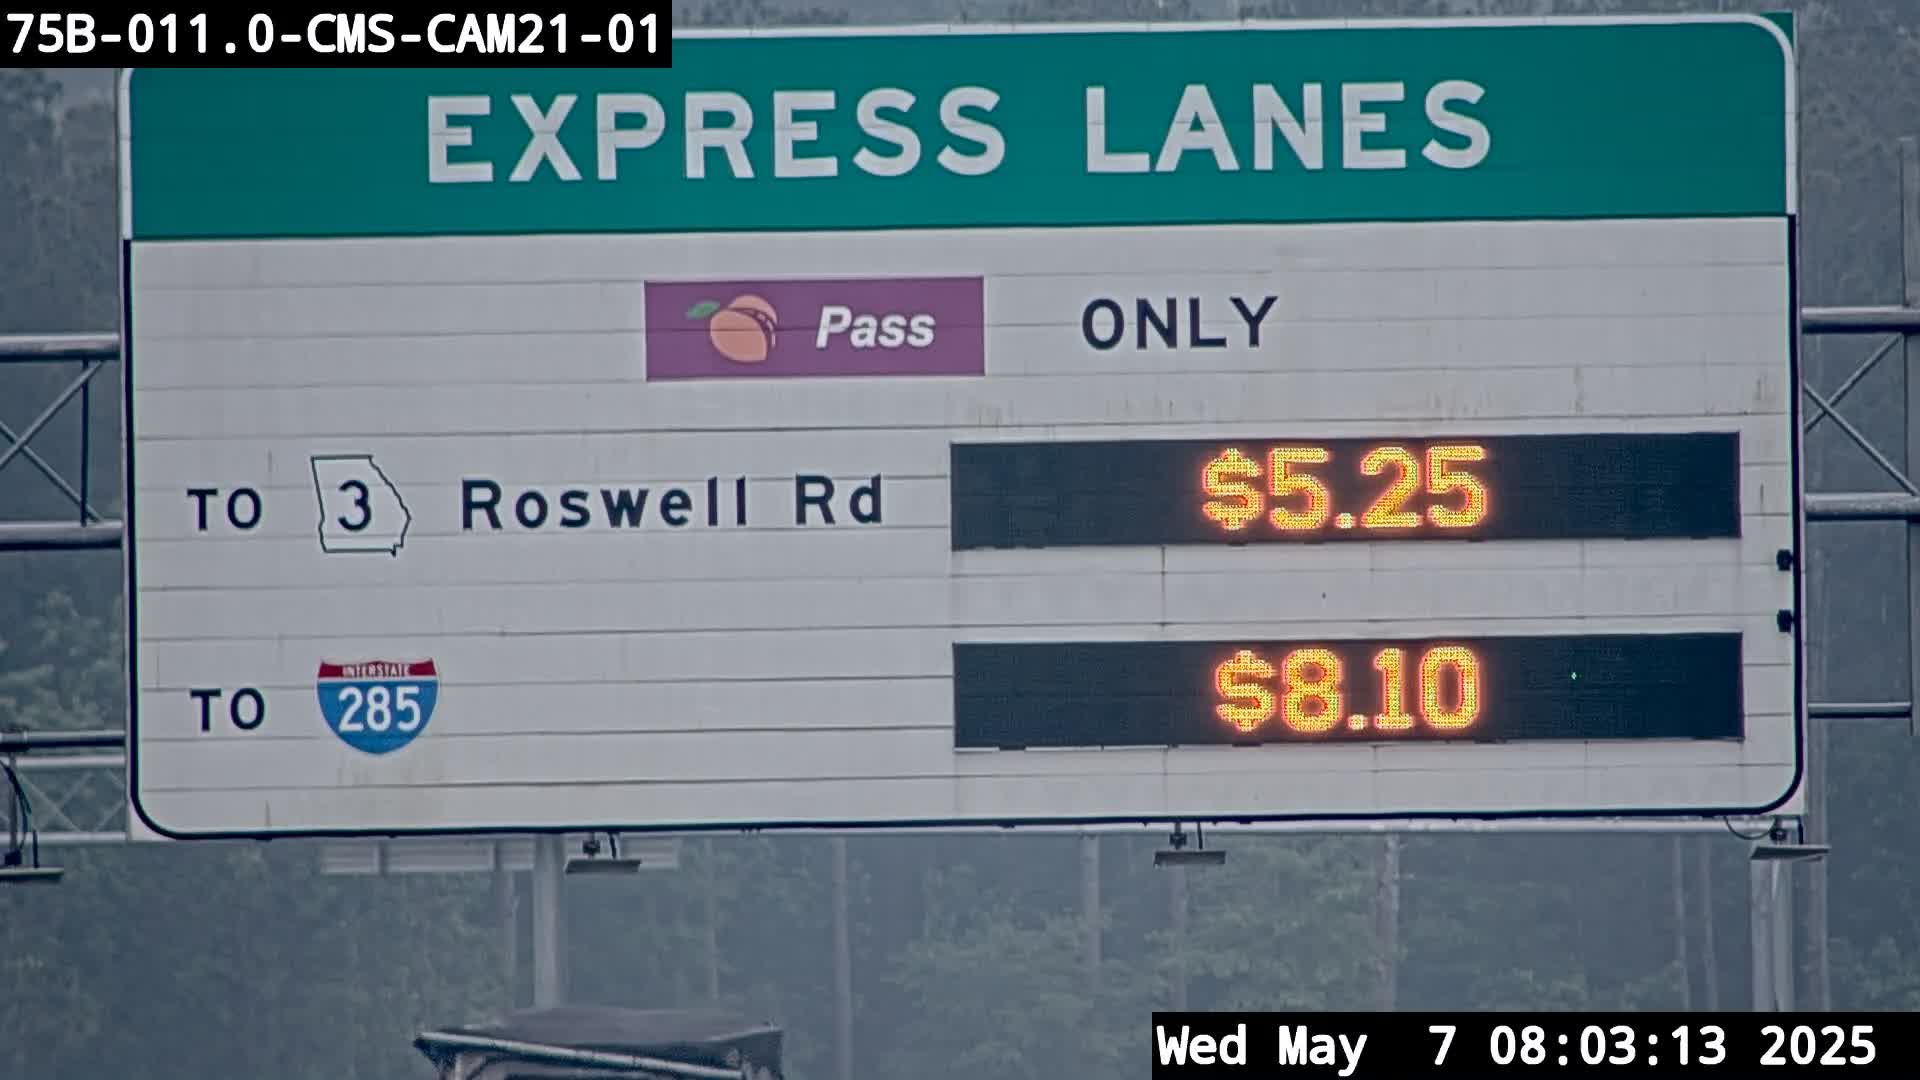 75B-011.0-CMS-CAM21-01
EXPRESS LANES
Pass ONLY
TO 3 Roswell Rd $5.25
INTERSTATE
TO 285 $8.10
Wed May 7 08:03:13 2025